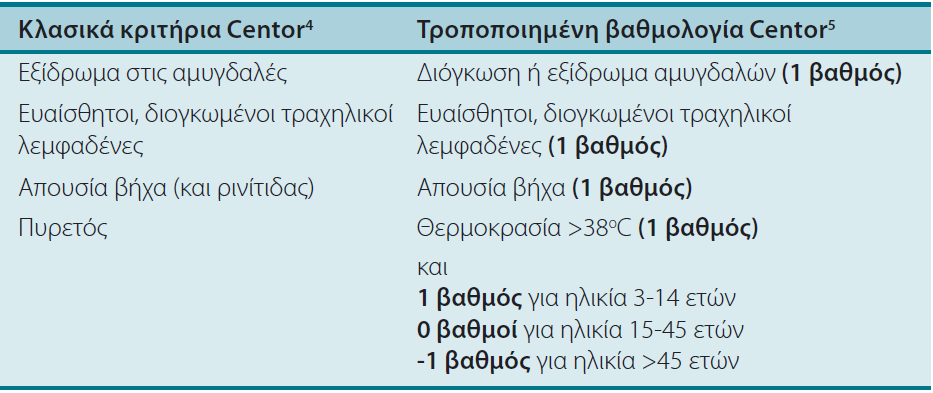 Κλασικά κριτήρια Centor⁴ Τροποποιημένη βαθμολογία Centor⁵
Εξίδρωμα στις αμυγδαλές Διόγκωση ή εξίδρωμα αμυγδαλών (1 βαθμός)
Ευαίσθητοι, διογκωμένοι τραχηλικοί Ευαίσθητοι, διογκωμένοι τραχηλικοί
λεμφαδένες λεμφαδένες (1 βαθμός)
Απουσία βήχα (και ρινίτιδας) Απουσία βήχα (1 βαθμός)
Πυρετός Θερμοκρασία >38οC (1 βαθμός)
και
1 βαθμός για ηλικία 3-14 ετών
0 βαθμοί για ηλικία 15-45 ετών
-1 βαθμός για ηλικία >45 ετών